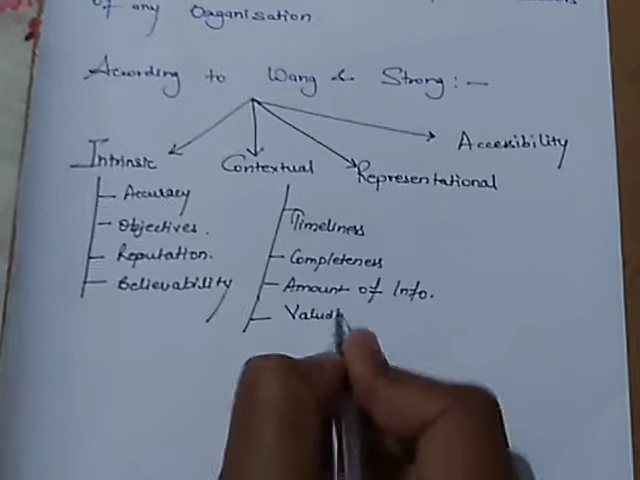 of any Oaganisation
According to Wang & Strong:-
Intrinsic Contextual Representational Accessibility
Accuracy
Objectives.
Reputation.
Believability
Timeliness
Completeness
Amount of Info.